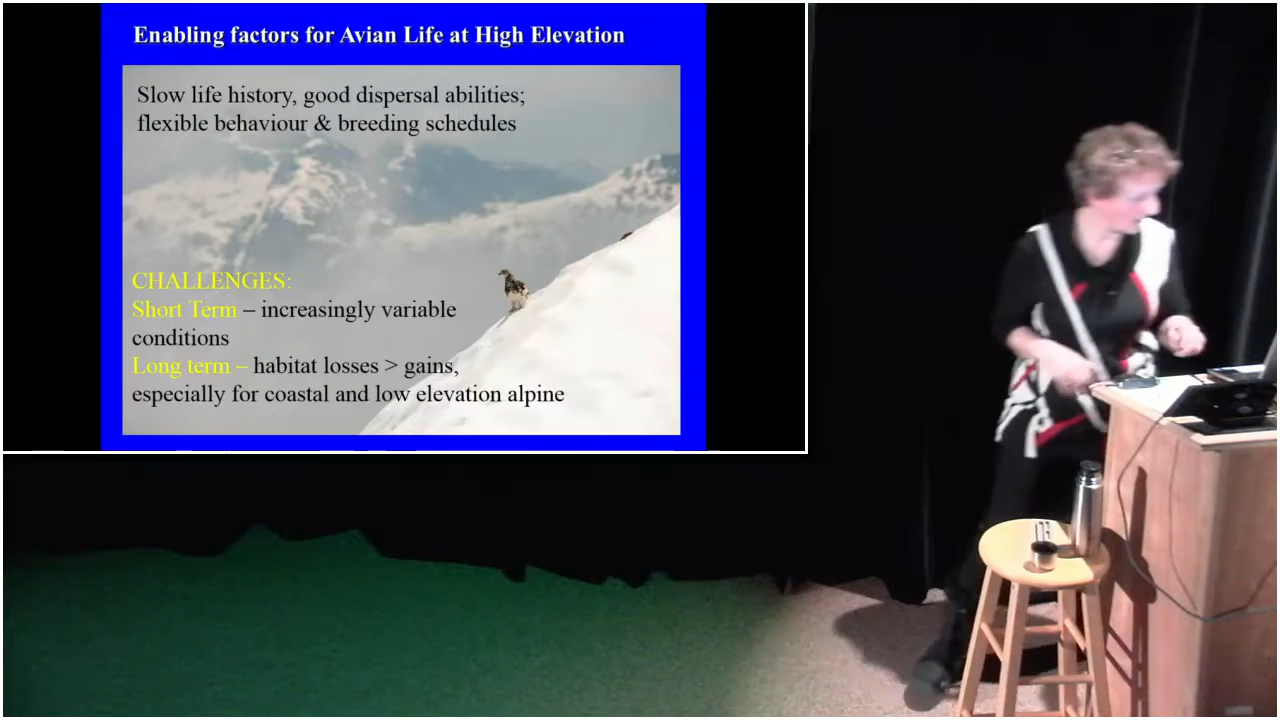 Enabling factors for Avian Life at High Elevation
Slow life history, good dispersal abilities;
flexible behaviour & breeding schedules
CHALLENGES:
Short Term – increasingly variable
conditions
Long term – habitat losses > gains,
especially for coastal and low elevation alpine